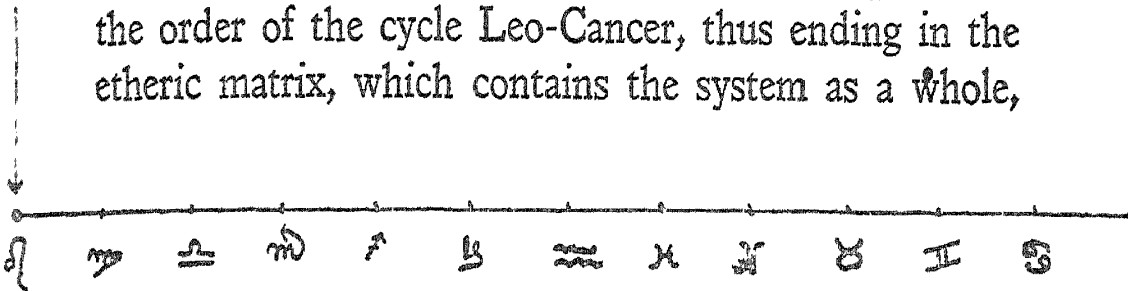 the order of the cycle Leo-Cancer, thus ending in the
etheric matrix, which contains the system as a whole,
♌ ♍ ♎ ♏ ♐ ♑ ♒ ♓ ♉ ♊ ♋